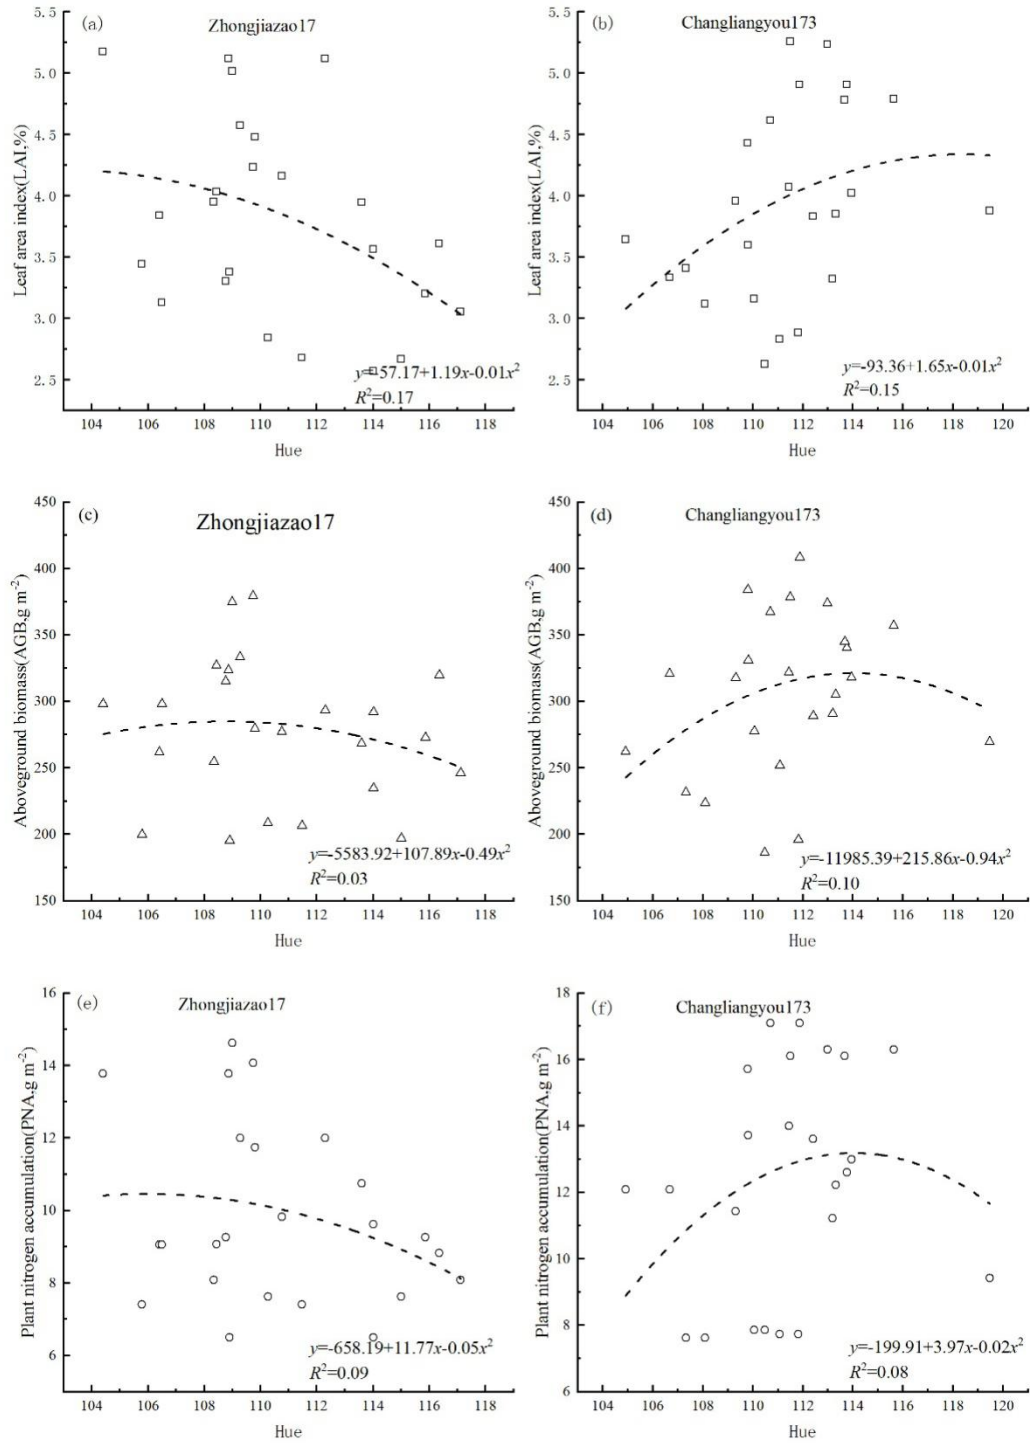 (a)
Zhongjiazao17
5.5
5.0
4.5
4.0
3.5
3.0
2.5
Leaf area index(LAI,%)
y=-57.17+1.19x-0.01x²
R²=0.17
104 106 108 110 112 114 116 118
Hue
(b)
Changliangyou173
5.5
5.0
4.5
4.0
3.5
3.0
2.5
Leaf area index(LAI,%)
y=-93.36+1.65x-0.01x²
R²=0.15
104 106 108 110 112 114 116 118 120
Hue
(c)
Zhongjiazao17
450
400
350
300
250
200
150
Aboveground biomass(AGB,g m⁻²)
y=-5583.92+107.89x-0.49x²
R²=0.03
104 106 108 110 112 114 116 118
Hue
(d)
Changliangyou173
450
400
350
300
250
200
150
Aboveground biomass(AGB,g m⁻²)
y=-11985.39+215.86x-0.94x²
R²=0.10
104 106 108 110 112 114 116 118 120
Hue
(e)
Zhongjiazao17
16
14
12
10
8
6
Plant nitrogen accumulation(PNA,g m⁻²)
y=-658.19+11.77x-0.05x²
R²=0.09
104 106 108 110 112 114 116 118
Hue
(f)
Changliangyou173
18
16
14
12
10
8
6
Plant nitrogen accumulation(PNA,g m⁻²)
y=-199.91+3.97x-0.02x²
R²=0.08
104 106 108 110 112 114 116 118 120
Hue